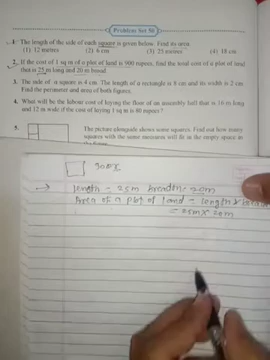 Problem Set 50
1. The length of the side of each square is given below. Find its area.
(1) 12 metres (2) 6 cm (3) 25 metres (4) 18 cm
2. If the cost of 1 sq m of a plot of land is 900 rupees, find the total cost of a plot of land
that is 25 m long and 20 m broad.
3. The side of a square is 4 cm. The length of a rectangle is 8 cm and its width is 2 cm.
Find the perimeter and area of both figures.
4. What will be the labour cost of laying the floor of an assembly hall that is 16 m long
and 12 m wide if the cost of laying 1 sq m is 80 rupees?
5. The picture alongside shows some squares. Find out how many
squares with the same measures will fit in the empty space in
the figure.
length = 25m breadth = 20m
Area of a plot of land = length x
= 25m x 20m